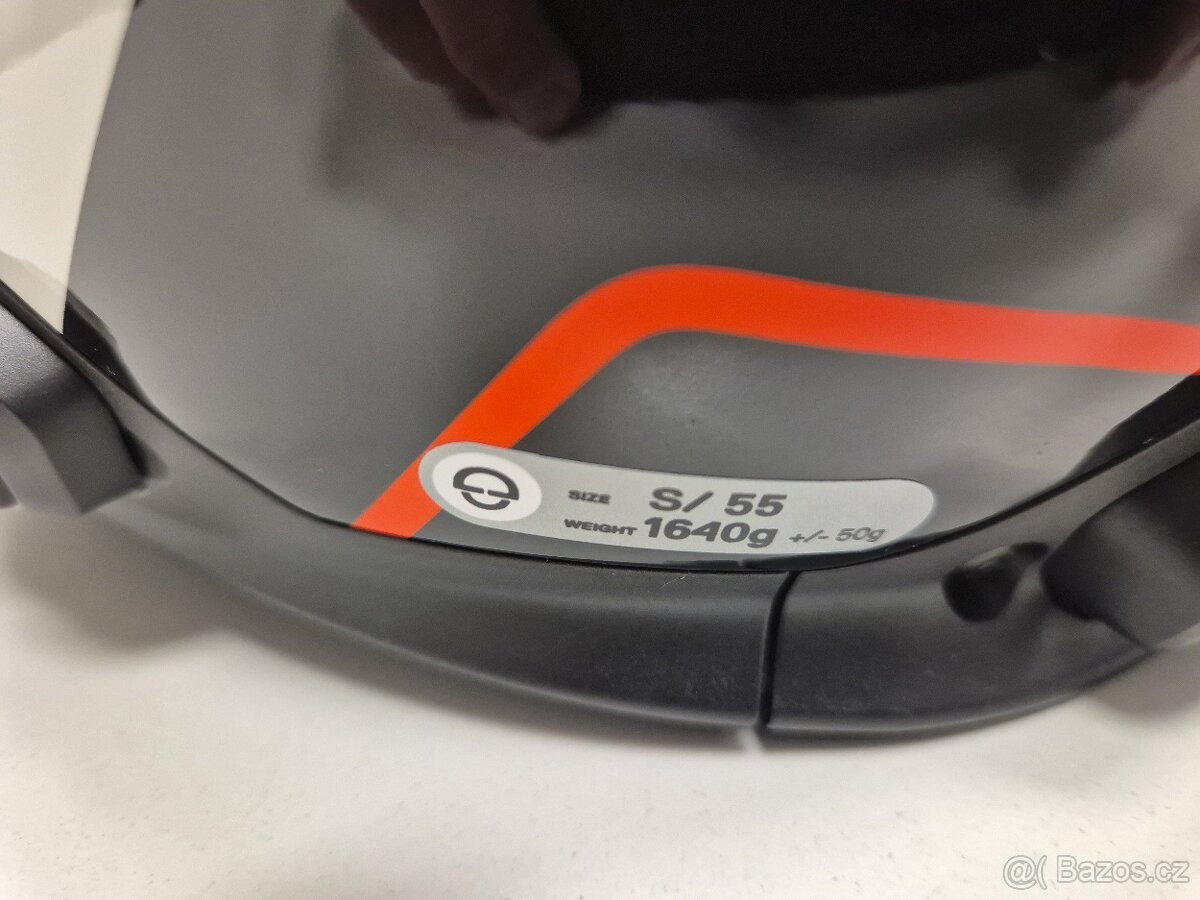 SIZE S/ 55
WEIGHT 1640g +/- 50g
@( Bazos.cz